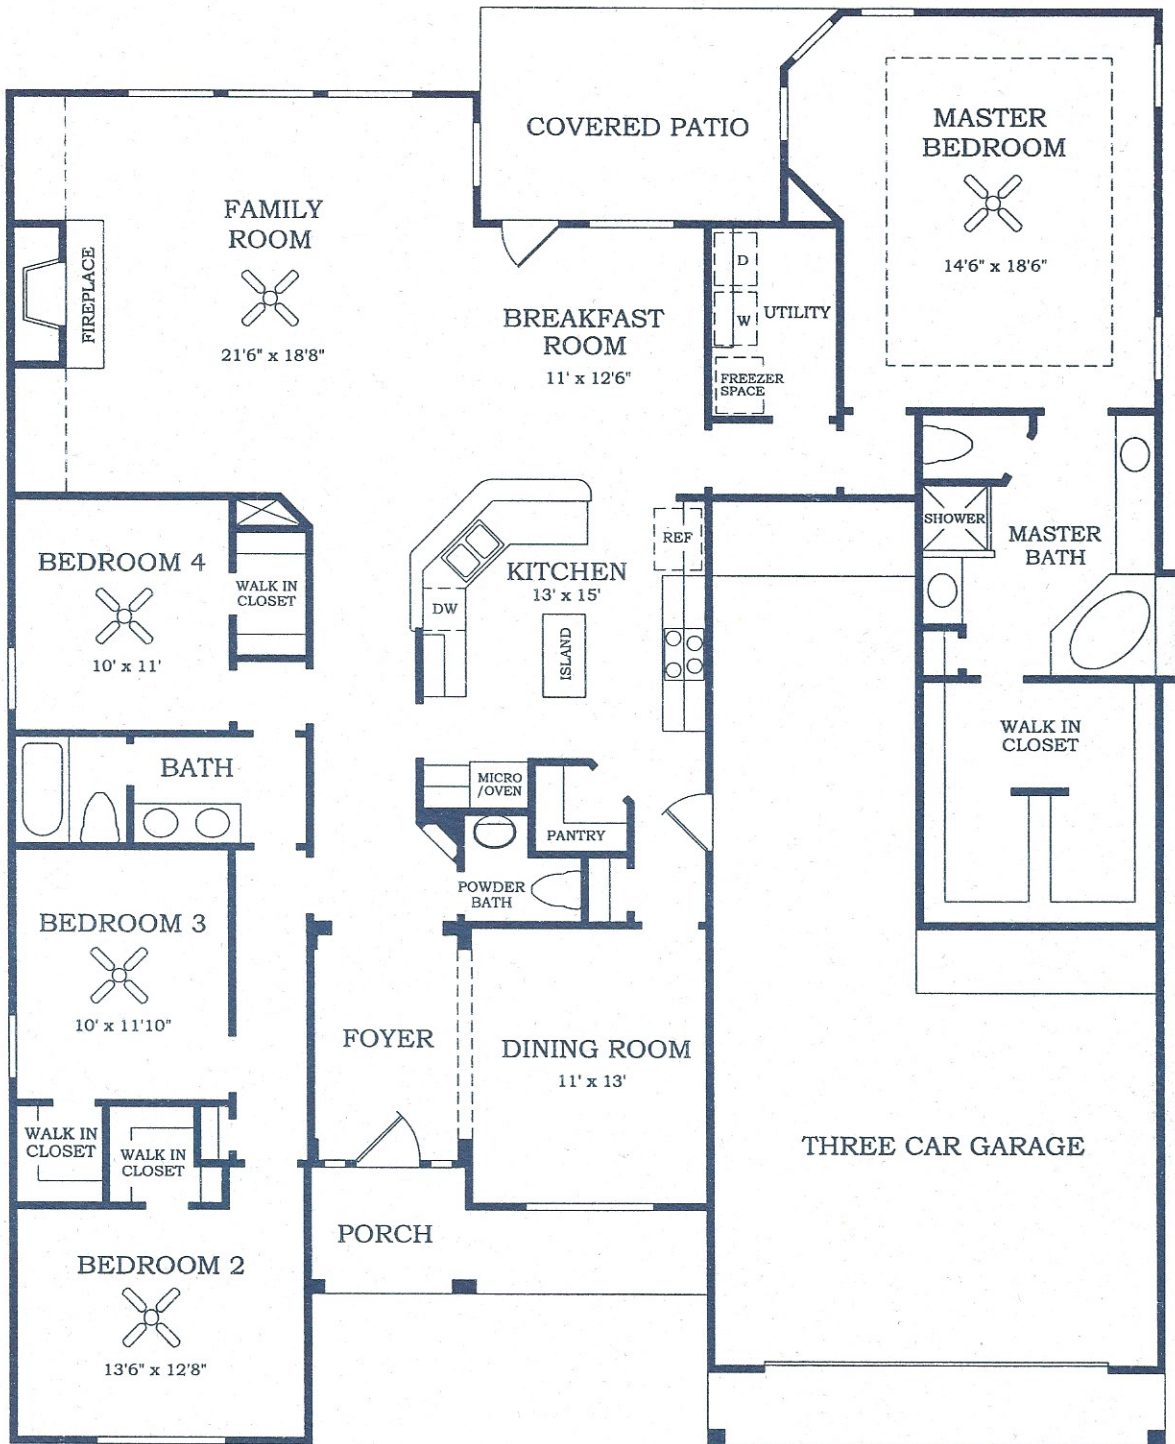 COVERED PATIO
MASTER
BEDROOM
14'6" x 18'6"
FAMILY
ROOM
21'6" x 18'8"
FIREPLACE
BREAKFAST
ROOM
11' x 12'6"
D
W
UTILITY
FREEZER
SPACE
BEDROOM 4
10' x 11'
WALK IN
CLOSET
KITCHEN
13' x 15'
REF
DW
ISLAND
SHOWER
MASTER
BATH
WALK IN
CLOSET
BATH
MICRO
/OVEN
PANTRY
POWDER
BATH
BEDROOM 3
10' x 11'10"
FOYER
DINING ROOM
11' x 13'
WALK IN
CLOSET
WALK IN
CLOSET
THREE CAR GARAGE
PORCH
BEDROOM 2
13'6" x 12'8"